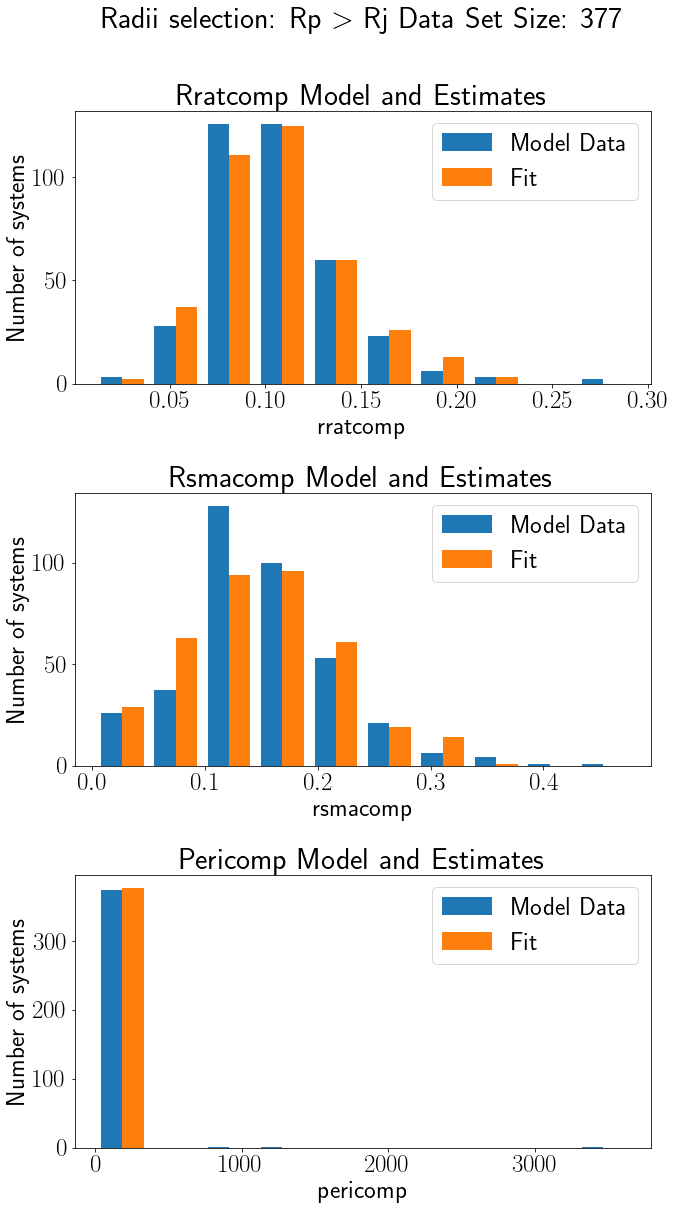 Radii selection: Rp > Rj Data Set Size: 377
Rratcomp Model and Estimates
Model Data
Fit
Number of systems
100
50
0
0.05 0.10 0.15 0.20 0.25 0.30
rratcomp
Rsmacomp Model and Estimates
Model Data
Fit
Number of systems
100
50
0
0.0 0.1 0.2 0.3 0.4
rsmacomp
Pericomp Model and Estimates
Model Data
Fit
Number of systems
300
200
100
0
0 1000 2000 3000
pericomp